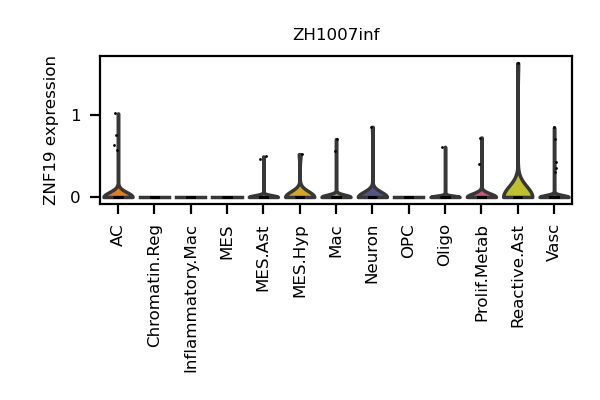 ZH1007inf
ZNF19 expression
1
0
AC
Chromatin.Reg
Inflammatory.Mac
MES
MES.Ast
MES.Hyp
Mac
Neuron
OPC
Oligo
Prolif.Metab
Reactive.Ast
Vasc